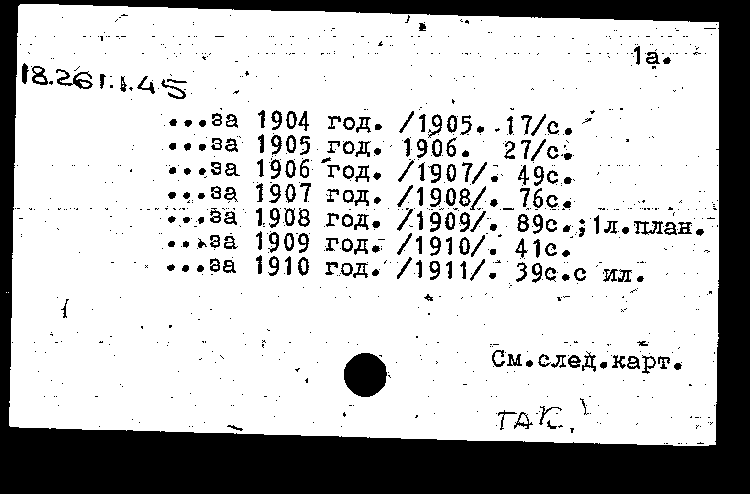 1а.
18.261.1.45
...за 1904 год. /1905. 17/с.
...за 1905 год. 1906. 27/с.
...за 1906 год. /1907/. 49с.
...за 1907 год. /1908/. 76с.
...за 1908 год. /1909/. 89с.;1л.план.
...за 1909 год. /1910/. 41с.
...за 1910 год. /1911/. 39с.с ил.
См.след.карт.
ТАК.